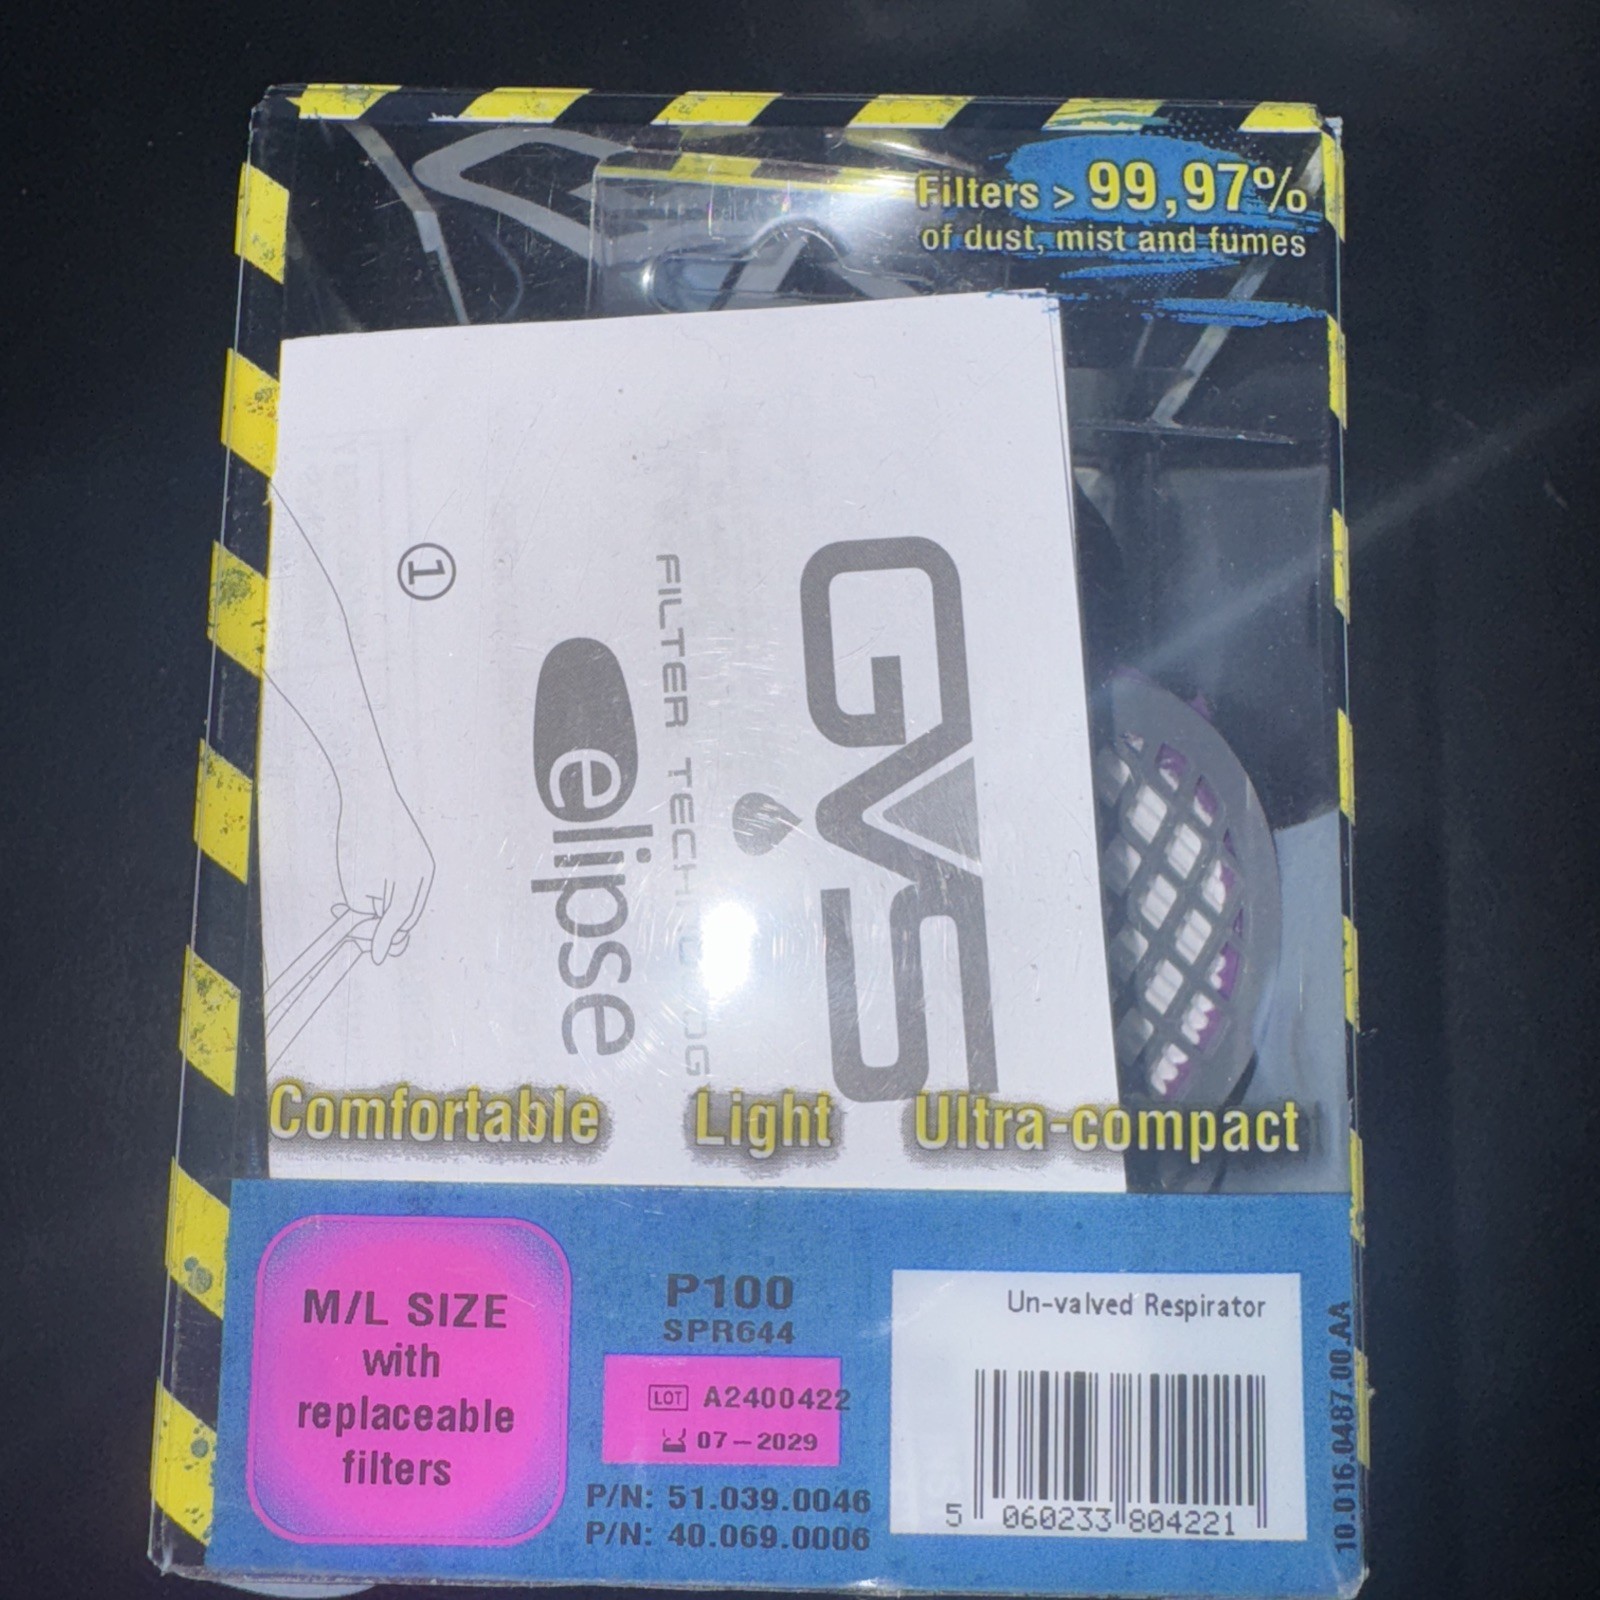 Filters > 99,97%
of dust, mist and fumes
GVS
FILTER
elipse
1
Comfortable Light Ultra-compact
M/L SIZE
with
replaceable
filters
P100
SPR644
LOT A2400422
07-2029
P/N: 51.039.0046
P/N: 40.069.0006
Un-valved Respirator
5 060233 804221
10.016.0487.00.AA